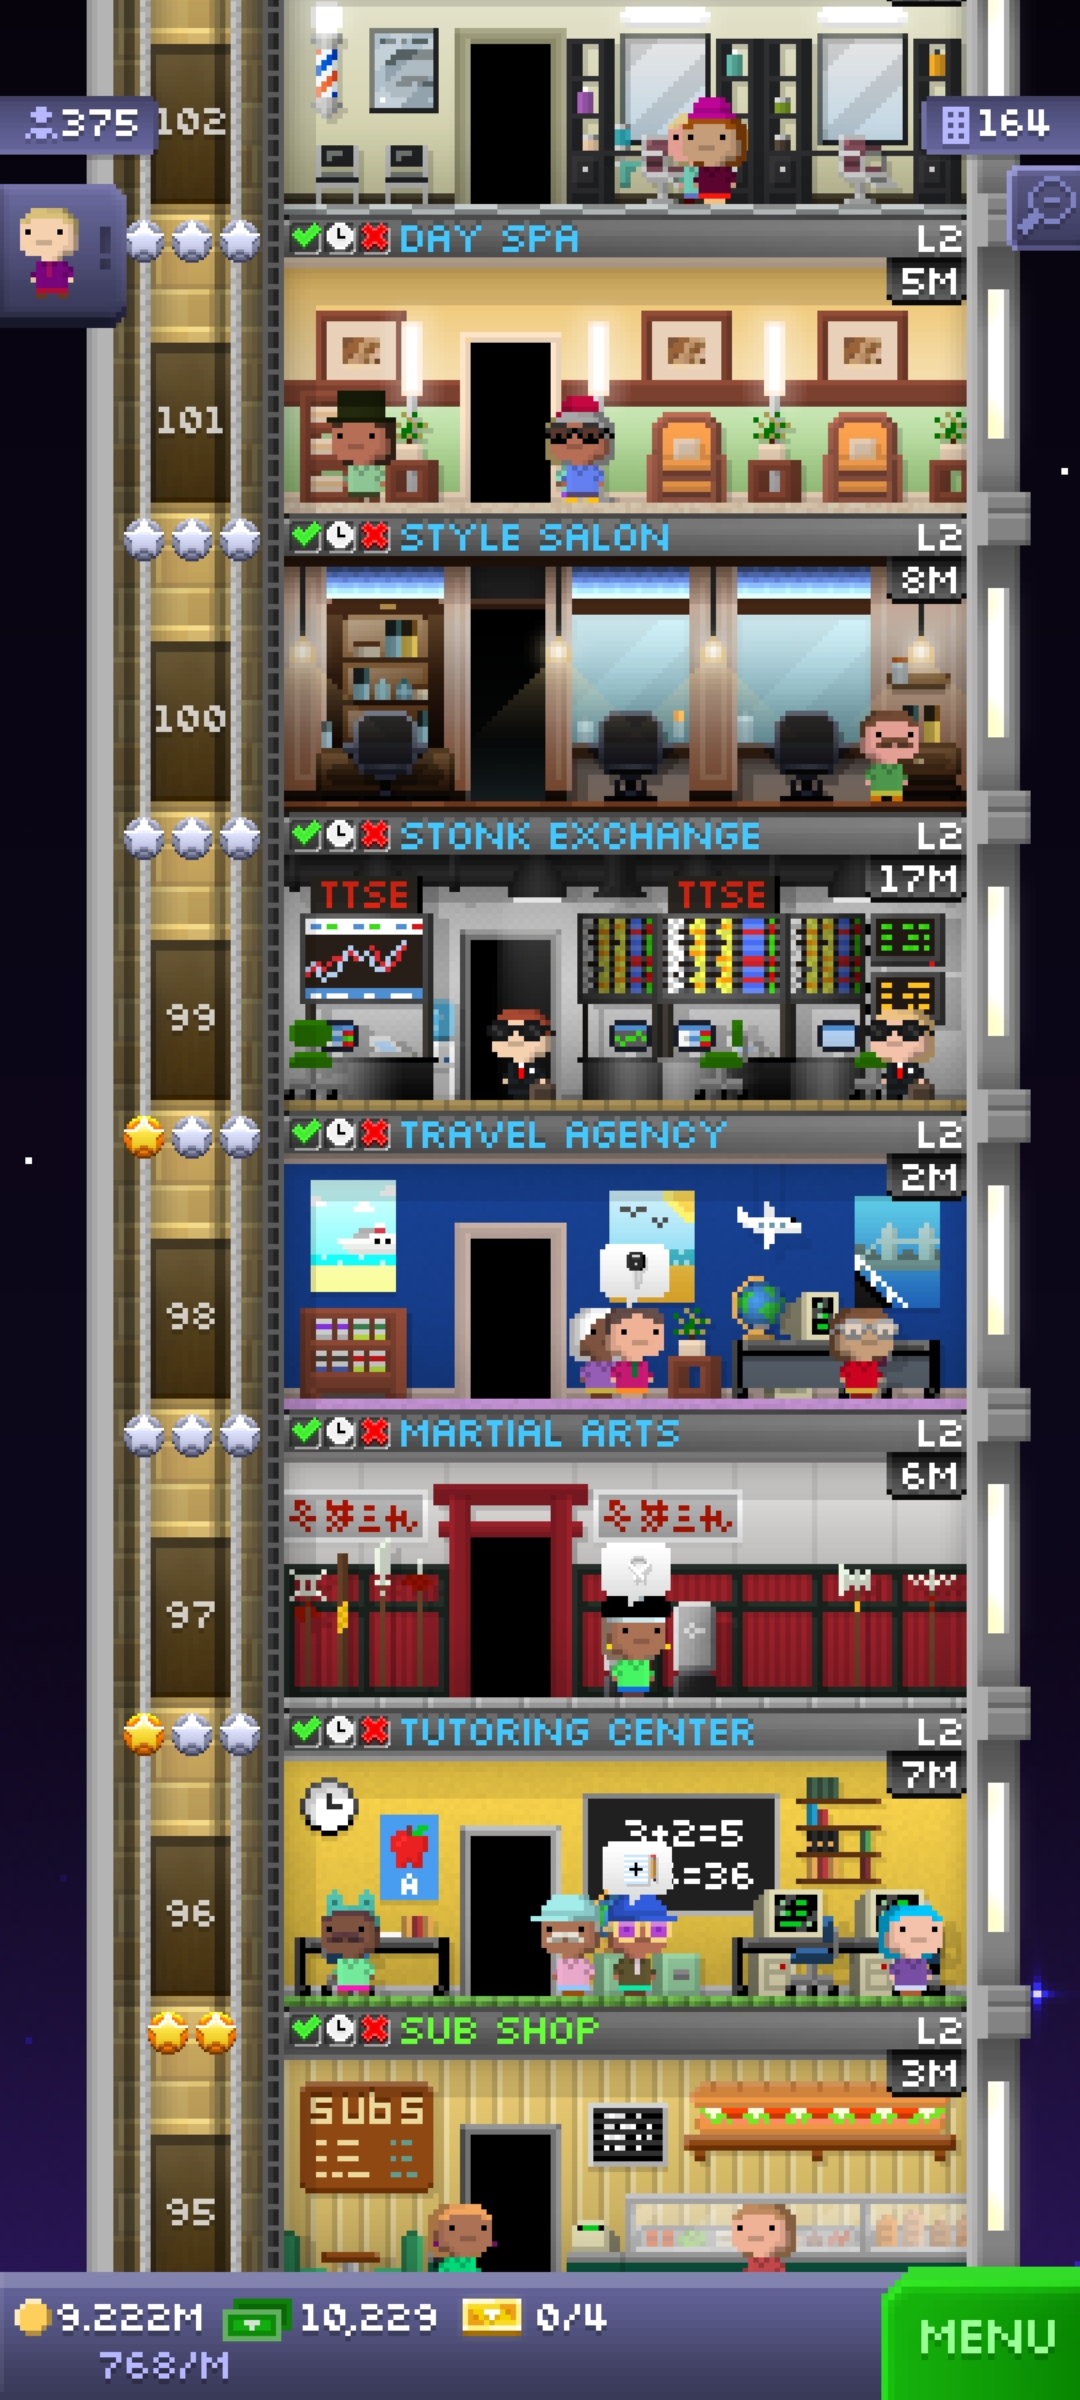 375
102
164
DAY SPA L2
5M
101
STYLE SALON L2
8M
100
STONK EXCHANGE L2
17M
TTSE TTSE
99
TRAVEL AGENCY L2
2M
98
MARTIAL ARTS L2
6M
97
TUTORING CENTER L2
7M
3+2=5
=36
A
96
SUB SHOP L2
3M
SUBS
95
9.222M 10,229 0/4
768/M
MENU